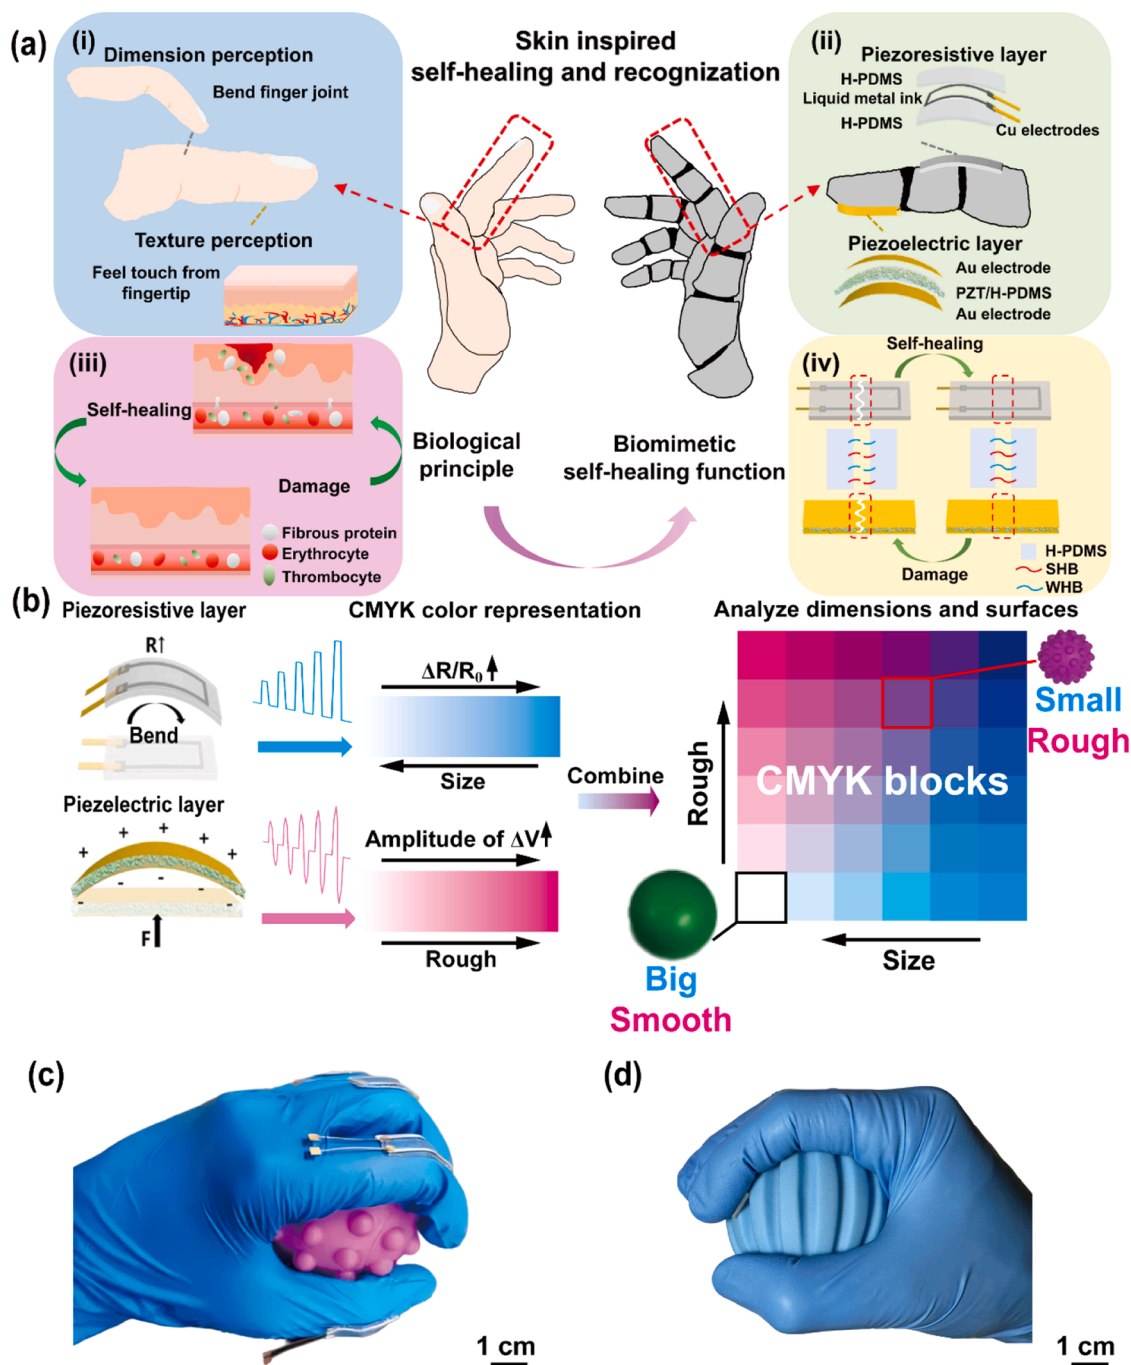 (a)
Skin inspired
self-healing and recognization
(i)
Dimension perception
Bend finger joint
Texture perception
Feel touch from
fingertip
(ii)
Piezoresistive layer
H-PDMS
Liquid metal ink
H-PDMS
Cu electrodes
Piezoelectric layer
Au electrode
PZT/H-PDMS
Au electrode
(iii)
Self-healing
Damage
Fibrous protein
Erythrocyte
Thrombocyte
Biological
principle
Biomimetic
self-healing function
(iv)
Self-healing
Damage
H-PDMS
SHB
WHB
(b)
Piezoresistive layer
R↑
Bend
Piezelectric layer
+ + + + + +
- - - - -
F
CMYK color representation
ΔR/R₀
Size
Amplitude of ΔV
Rough
Combine
Analyze dimensions and surfaces
Rough
CMYK blocks
Size
Small
Rough
Big
Smooth
(c)
1 cm
(d)
1 cm